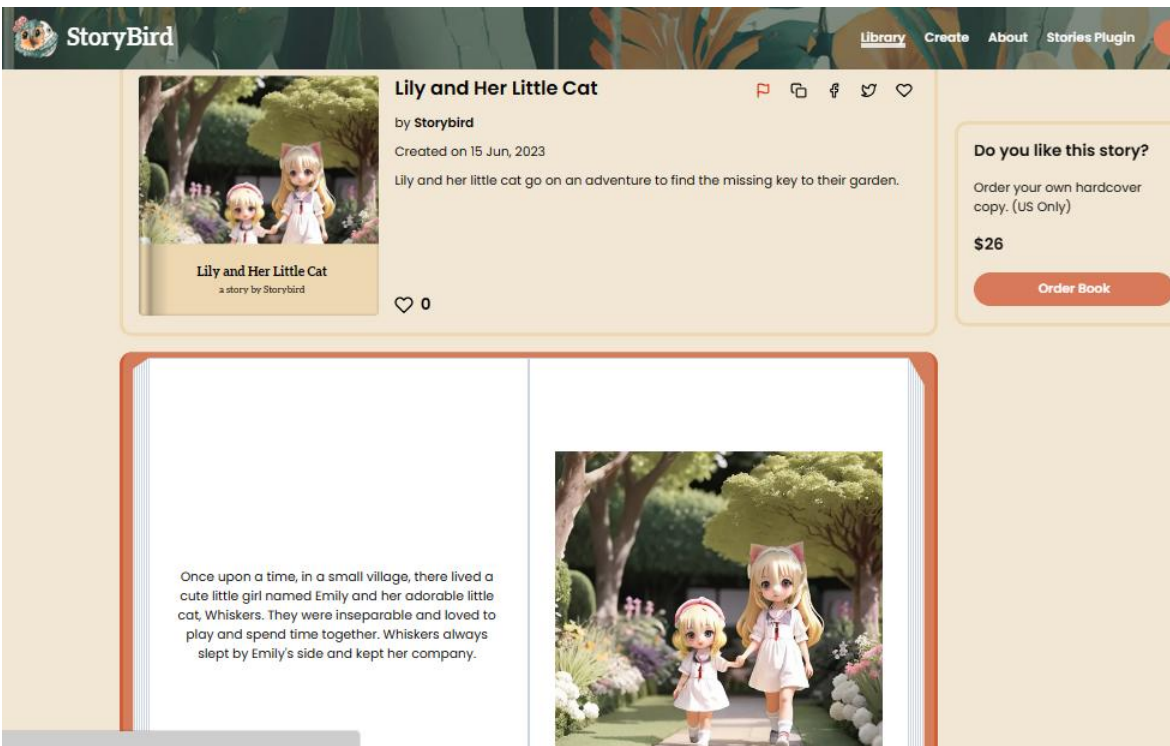 StoryBird
Library Create About Stories Plugin
Lily and Her Little Cat
by Storybird
Created on 15 Jun, 2023
Lily and her little cat go on an adventure to find the missing key to their garden.
Lily and Her Little Cat
a story by Storybird
0
Do you like this story?
Order your own hardcover
copy. (US Only)
$26
Order Book
Once upon a time, in a small village, there lived a
cute little girl named Emily and her adorable little
cat, Whiskers. They were inseparable and loved to
play and spend time together. Whiskers always
slept by Emily's side and kept her company.